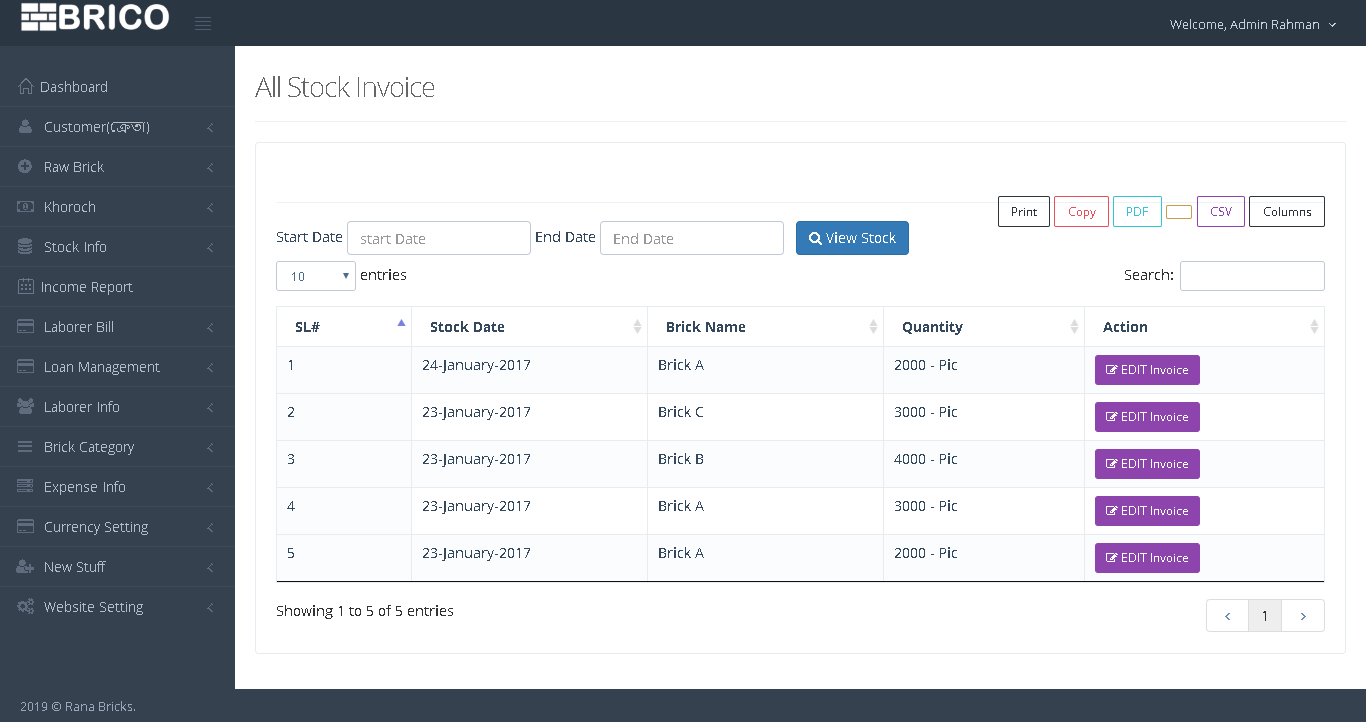 BRICO
Welcome, Admin Rahman
Dashboard
Customer(ক্রেতা)
Raw Brick
Khoroch
Stock Info
Income Report
Laborer Bill
Loan Management
Laborer Info
Brick Category
Expense Info
Currency Setting
New Stuff
Website Setting
All Stock Invoice
Print Copy PDF CSV Columns
Start Date start Date End Date End Date View Stock
10 entries Search:
SL# Stock Date Brick Name Quantity Action
1 24-January-2017 Brick A 2000 - Pic EDIT Invoice
2 23-January-2017 Brick C 3000 - Pic EDIT Invoice
3 23-January-2017 Brick B 4000 - Pic EDIT Invoice
4 23-January-2017 Brick A 3000 - Pic EDIT Invoice
5 23-January-2017 Brick A 2000 - Pic EDIT Invoice
Showing 1 to 5 of 5 entries 1
2019 © Rana Bricks.